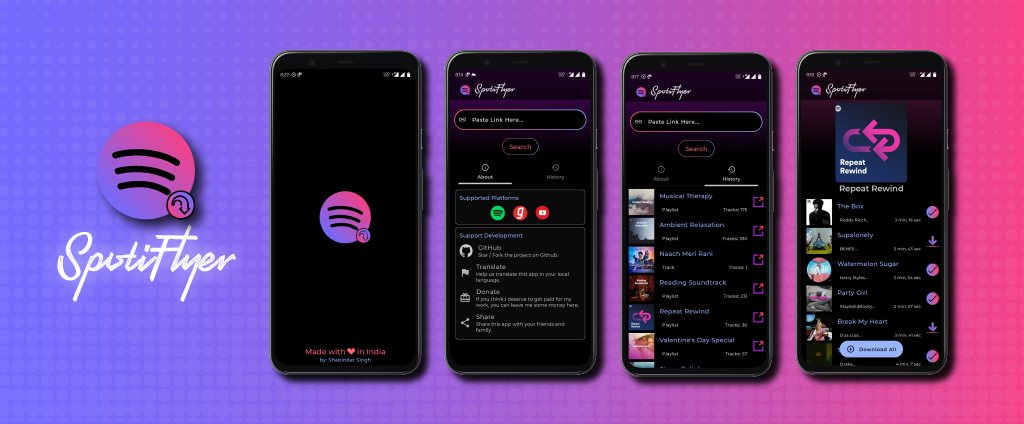 SpotiFlyer
8:22
Made with ❤ in India
by: Shabinder Singh
8:14
SpotiFlyer
Paste Link Here...
Search
About
History
Supported Platforms
Support Development
GitHub
Star / Fork the project on GitHub.
Translate
Help us translate this app in your local
language.
Donate
If you think I deserve to get paid for my
work, you can leave me some money here.
Share
Share this app with your friends and
family.
8:17
SpotiFlyer
Paste Link Here...
Search
About
History
Musical Therapy
Playlist
Tracks: 175
Ambient Relaxation
Playlist
Tracks: 330
Naach Meri Rani
Track
Tracks: 1
Reading Soundtrack
Playlist
Tracks: 231
Repeat Rewind
Playlist
Tracks: 30
Valentine's Day Special
Playlist
Tracks: 57
SpotiFlyer
Repeat
Rewind
Repeat Rewind
The Box
Roddy Ricch...
3 min, 16 sec
Supalonely
BENEE...
3 min, 43 sec
Watermelon Sugar
Harry Styles...
2 min, 54 sec
Party Girl
StaySolidRocky...
2 min, 27 sec
Break My Heart
Dua Lipa...
3 min, 41 sec
Download All
Drake...
4 min, 7 sec